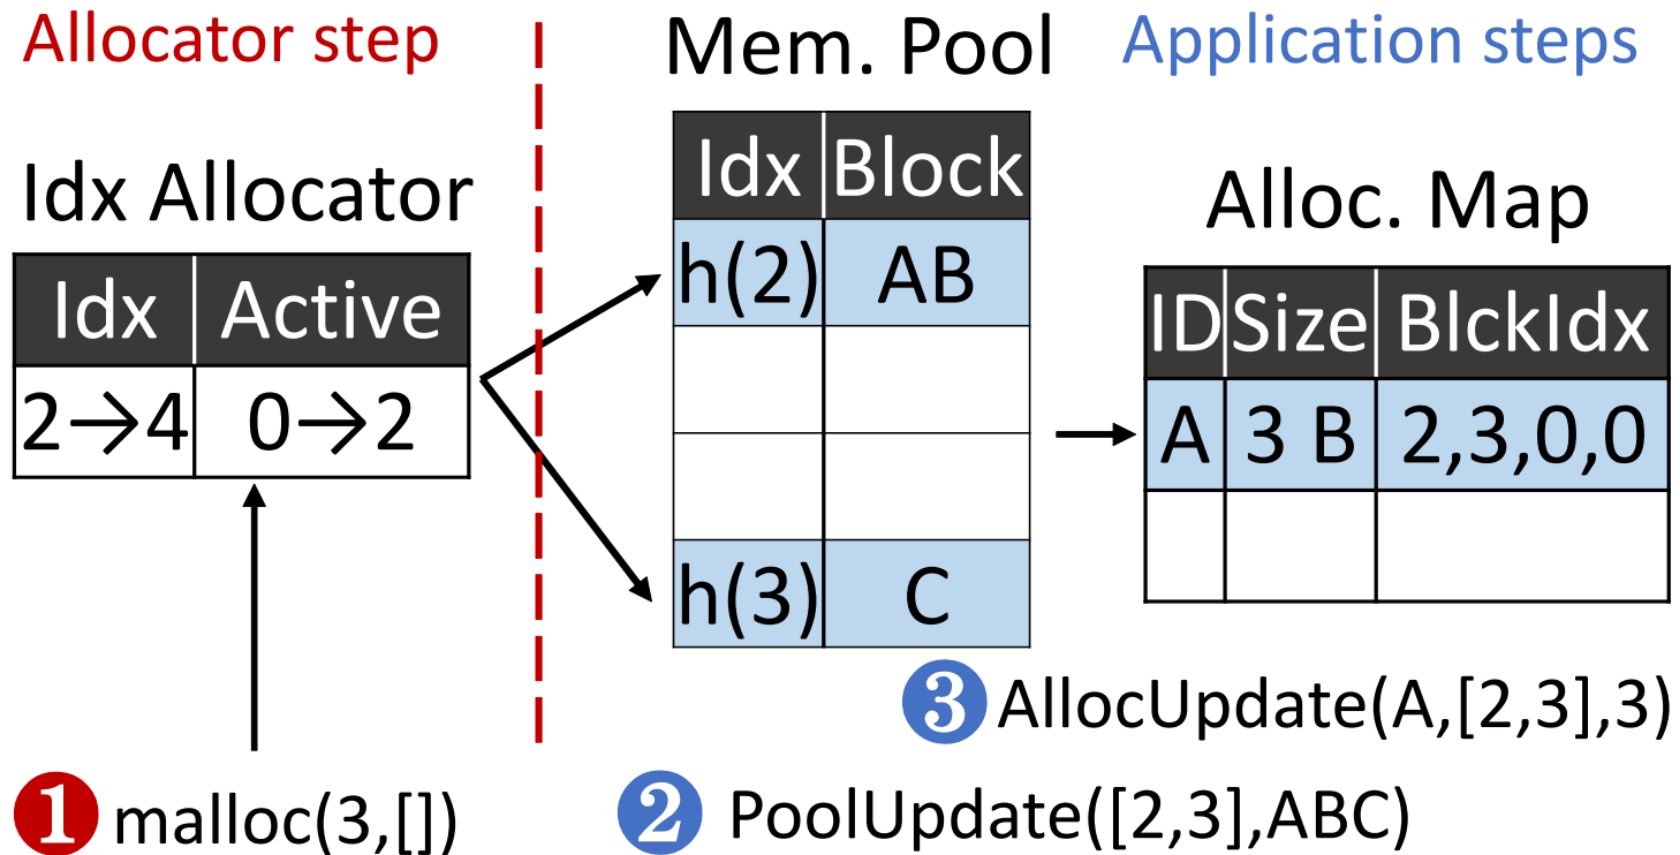 Allocator step
Mem. Pool
Application steps
Idx Allocator
Idx Active
2→4 0→2
Idx Block
h(2) AB
h(3) C
Alloc. Map
ID Size BlckIdx
A 3 B 2,3,0,0
3 AllocUpdate(A,[2,3],3)
1 malloc(3,[])
2 PoolUpdate([2,3],ABC)